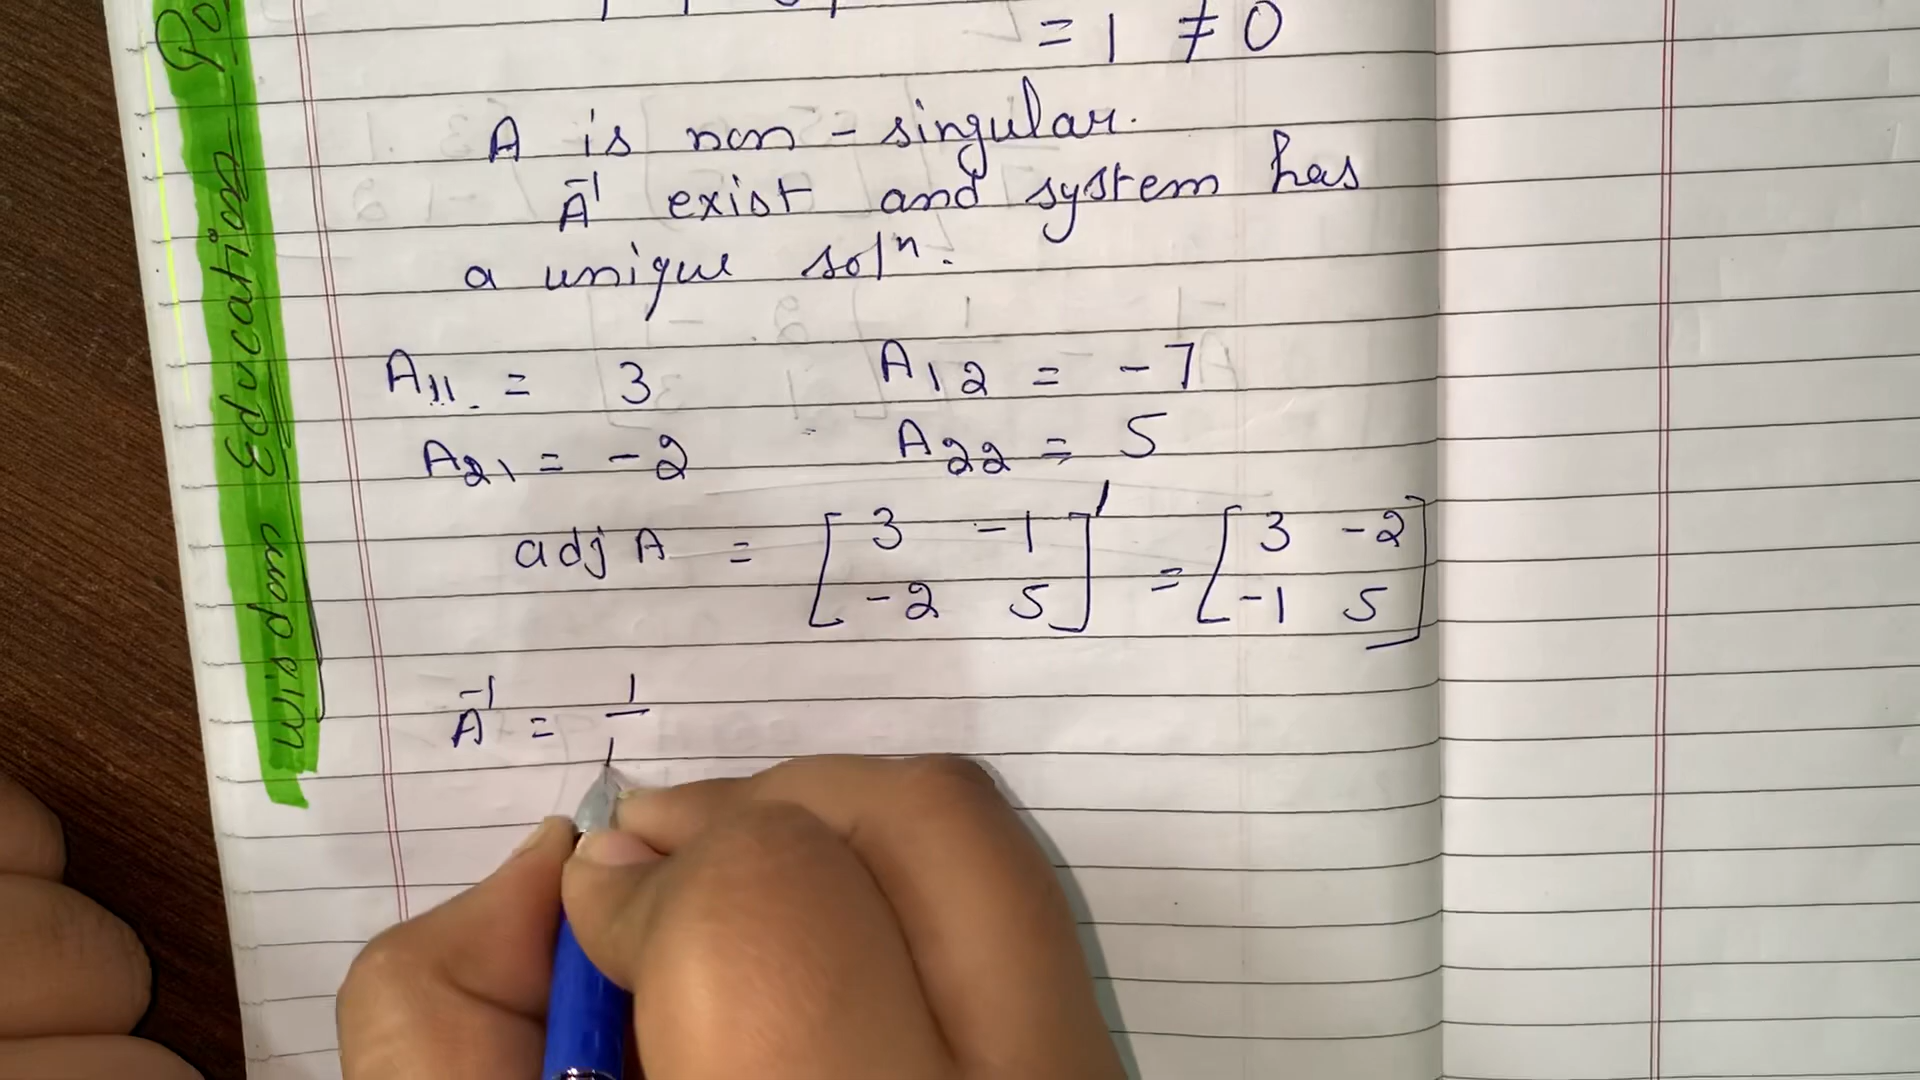 = 1 ≠ 0
A is non-singular.
A⁻¹ exist and system has
a unique solⁿ.
A₁₁ = 3 A₁₂ = -7
A₂₁ = -2 A₂₂ = 5
adj A = [3 -1; -2 5]' = [3 -2; -1 5]
A⁻¹ = 1/1
Education